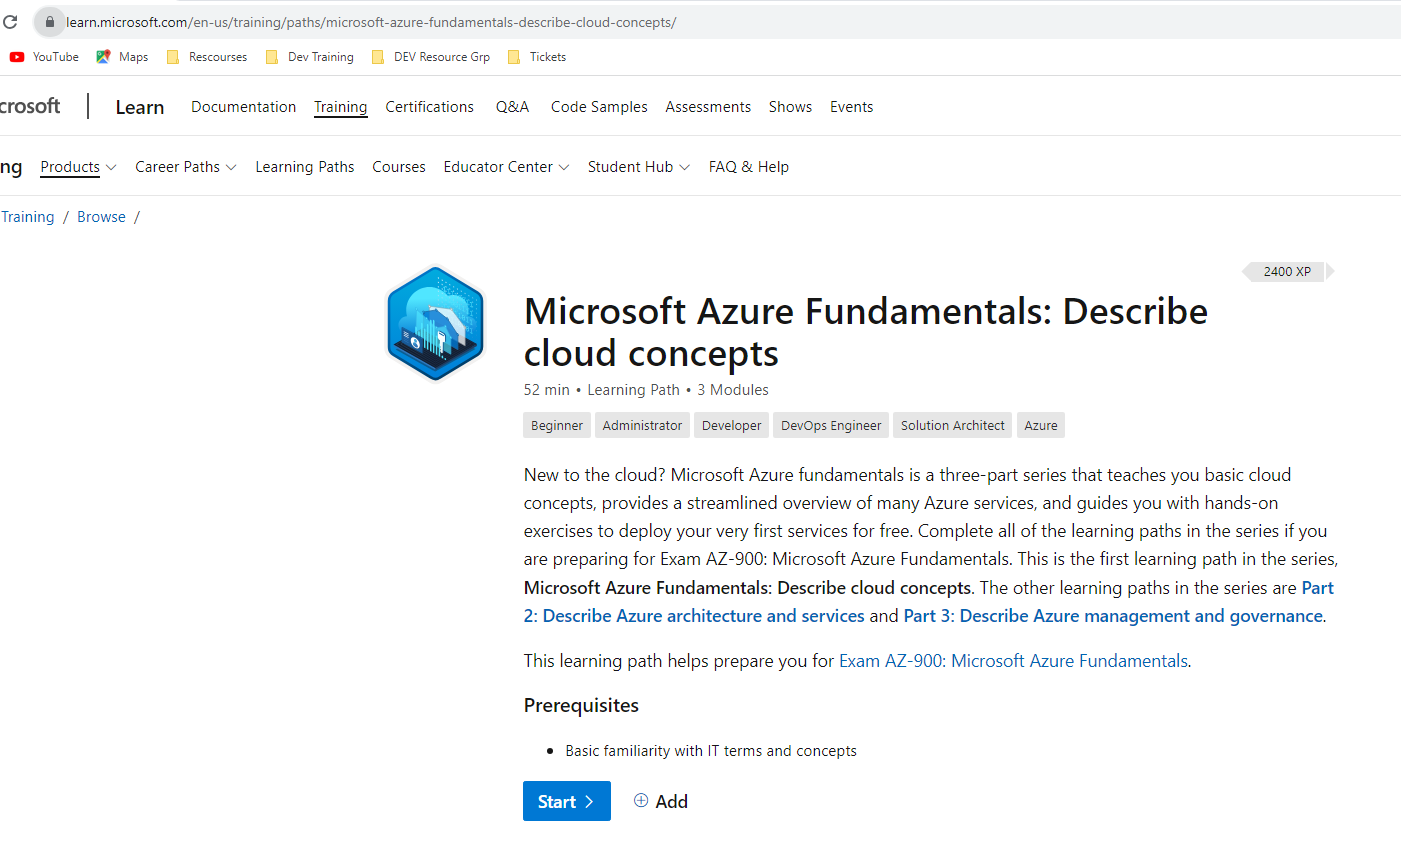 learn.microsoft.com/en-us/training/paths/microsoft-azure-fundamentals-describe-cloud-concepts/
YouTube Maps Rescourses Dev Training DEV Resource Grp Tickets
crosoft Learn Documentation Training Certifications Q&A Code Samples Assessments Shows Events
ng Products Career Paths Learning Paths Courses Educator Center Student Hub FAQ & Help
Training / Browse /
2400 XP
Microsoft Azure Fundamentals: Describe
cloud concepts
52 min • Learning Path • 3 Modules
Beginner Administrator Developer DevOps Engineer Solution Architect Azure
New to the cloud? Microsoft Azure fundamentals is a three-part series that teaches you basic cloud
concepts, provides a streamlined overview of many Azure services, and guides you with hands-on
exercises to deploy your very first services for free. Complete all of the learning paths in the series if you
are preparing for Exam AZ-900: Microsoft Azure Fundamentals. This is the first learning path in the series,
Microsoft Azure Fundamentals: Describe cloud concepts. The other learning paths in the series are Part
2: Describe Azure architecture and services and Part 3: Describe Azure management and governance.
This learning path helps prepare you for Exam AZ-900: Microsoft Azure Fundamentals.
Prerequisites
• Basic familiarity with IT terms and concepts
Start Add